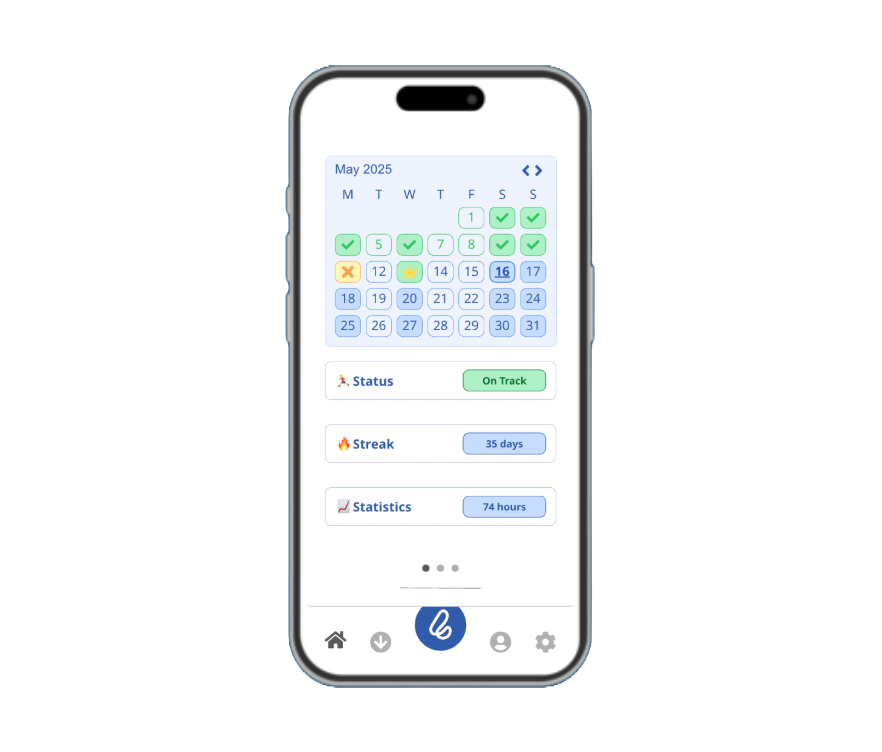 May 2025
M T W T F S S
1
5 7 8
12 14 15 16 17
18 19 20 21 22 23 24
25 26 27 28 29 30 31
Status On Track
Streak 35 days
Statistics 74 hours